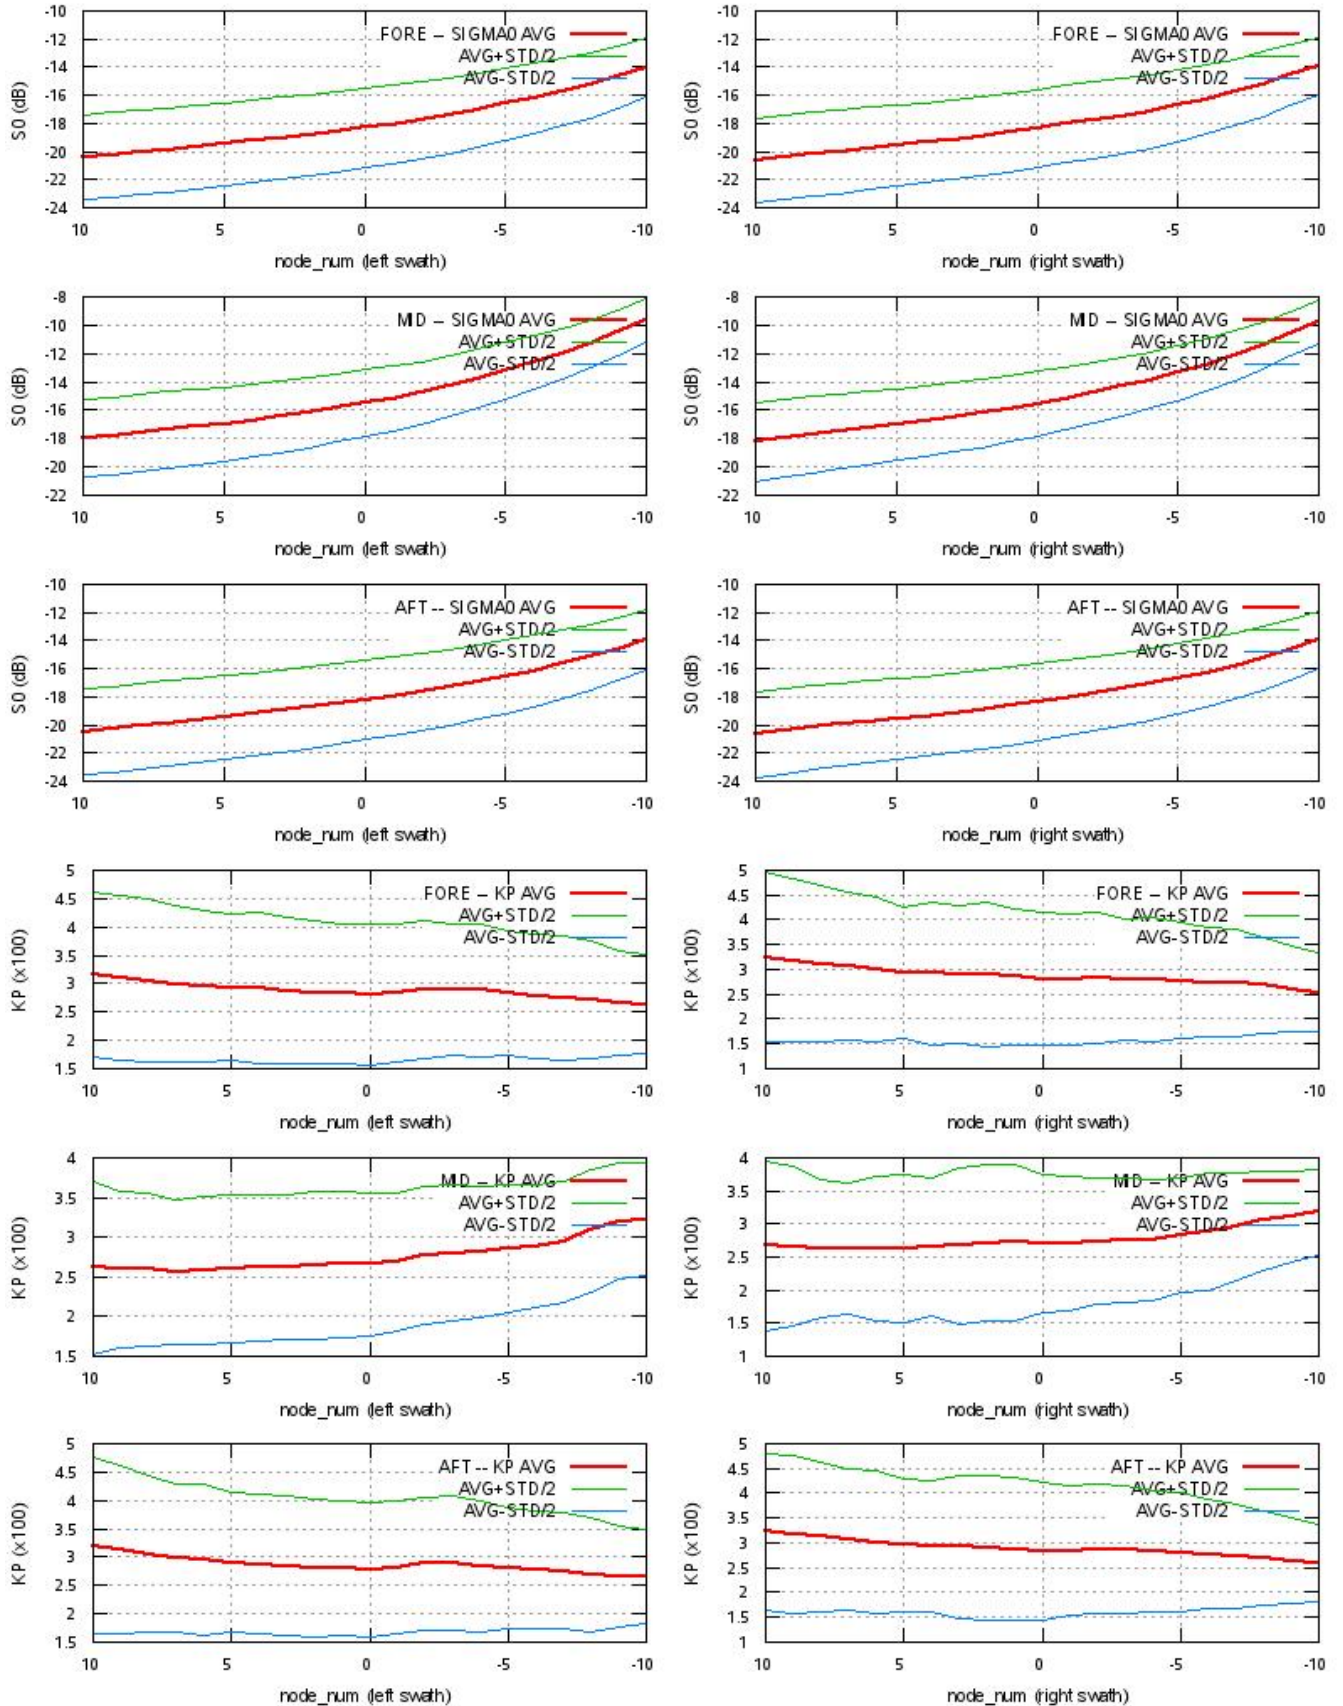 -10
-12
-14
-16
-18
-20
-22
-24
S0 (dB)
FORE -- SIGMA0 AVG
AVG+STD/2
AVG-STD/2
10 5 0 -5 -10
node_num (left swath)
-10
-12
-14
-16
-18
-20
-22
-24
S0 (dB)
FORE -- SIGMA0 AVG
AVG+STD/2
AVG-STD/2
10 5 0 -5 -10
node_num (right swath)
-8
-10
-12
-14
-16
-18
-20
-22
S0 (dB)
MID -- SIGMA0 AVG
AVG+STD/2
AVG-STD/2
10 5 0 -5 -10
node_num (left swath)
-8
-10
-12
-14
-16
-18
-20
-22
S0 (dB)
MID -- SIGMA0 AVG
AVG+STD/2
AVG-STD/2
10 5 0 -5 -10
node_num (right swath)
-10
-12
-14
-16
-18
-20
-22
-24
S0 (dB)
AFT -- SIGMA0 AVG
AVG+STD/2
AVG-STD/2
10 5 0 -5 -10
node_num (left swath)
-10
-12
-14
-16
-18
-20
-22
-24
S0 (dB)
AFT -- SIGMA0 AVG
AVG+STD/2
AVG-STD/2
10 5 0 -5 -10
node_num (right swath)
5
4.5
4
3.5
3
2.5
2
1.5
KP (x100)
FORE -- KP AVG
AVG+STD/2
AVG-STD/2
10 5 0 -5 -10
node_num (left swath)
5
4.5
4
3.5
3
2.5
2
1.5
1
KP (x100)
FORE -- KP AVG
AVG+STD/2
AVG-STD/2
10 5 0 -5 -10
node_num (right swath)
4
3.5
3
2.5
2
1.5
KP (x100)
MID -- KP AVG
AVG+STD/2
AVG-STD/2
10 5 0 -5 -10
node_num (left swath)
4
3.5
3
2.5
2
1.5
1
KP (x100)
MID -- KP AVG
AVG+STD/2
AVG-STD/2
10 5 0 -5 -10
node_num (right swath)
5
4.5
4
3.5
3
2.5
2
1.5
KP (x100)
AFT -- KP AVG
AVG+STD/2
AVG-STD/2
10 5 0 -5 -10
node_num (left swath)
5
4.5
4
3.5
3
2.5
2
1.5
1
KP (x100)
AFT -- KP AVG
AVG+STD/2
AVG-STD/2
10 5 0 -5 -10
node_num (right swath)